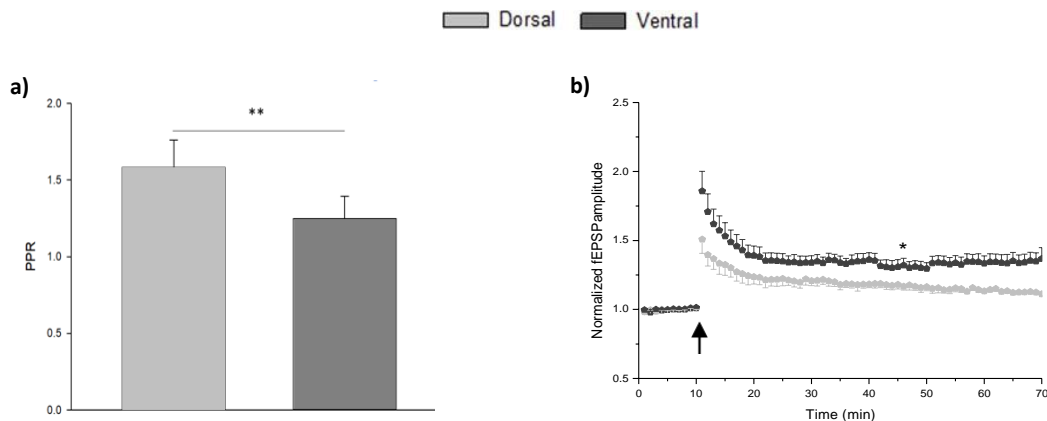 Dorsal Ventral
a)
2.0
**
1.5
1.0
0.5
0.0
PPR
b)
2.5
2.0
1.5
*
1.0
0.5
Normalized fEPSPamplitude
0 10 20 30 40 50 60 70
Time (min)